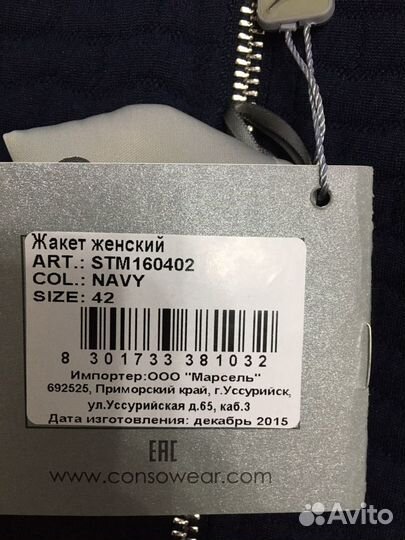 Жакет женский
ART.: STM160402
COL.: NAVY
SIZE: 42
8 301733 381032
Импортер:ООО "Марсель"
692525, Приморский край, г.Уссурийск,
ул.Уссурийская д.65, каб.3
Дата изготовления: декабрь 2015
EAC
www.consowear.com
Avito